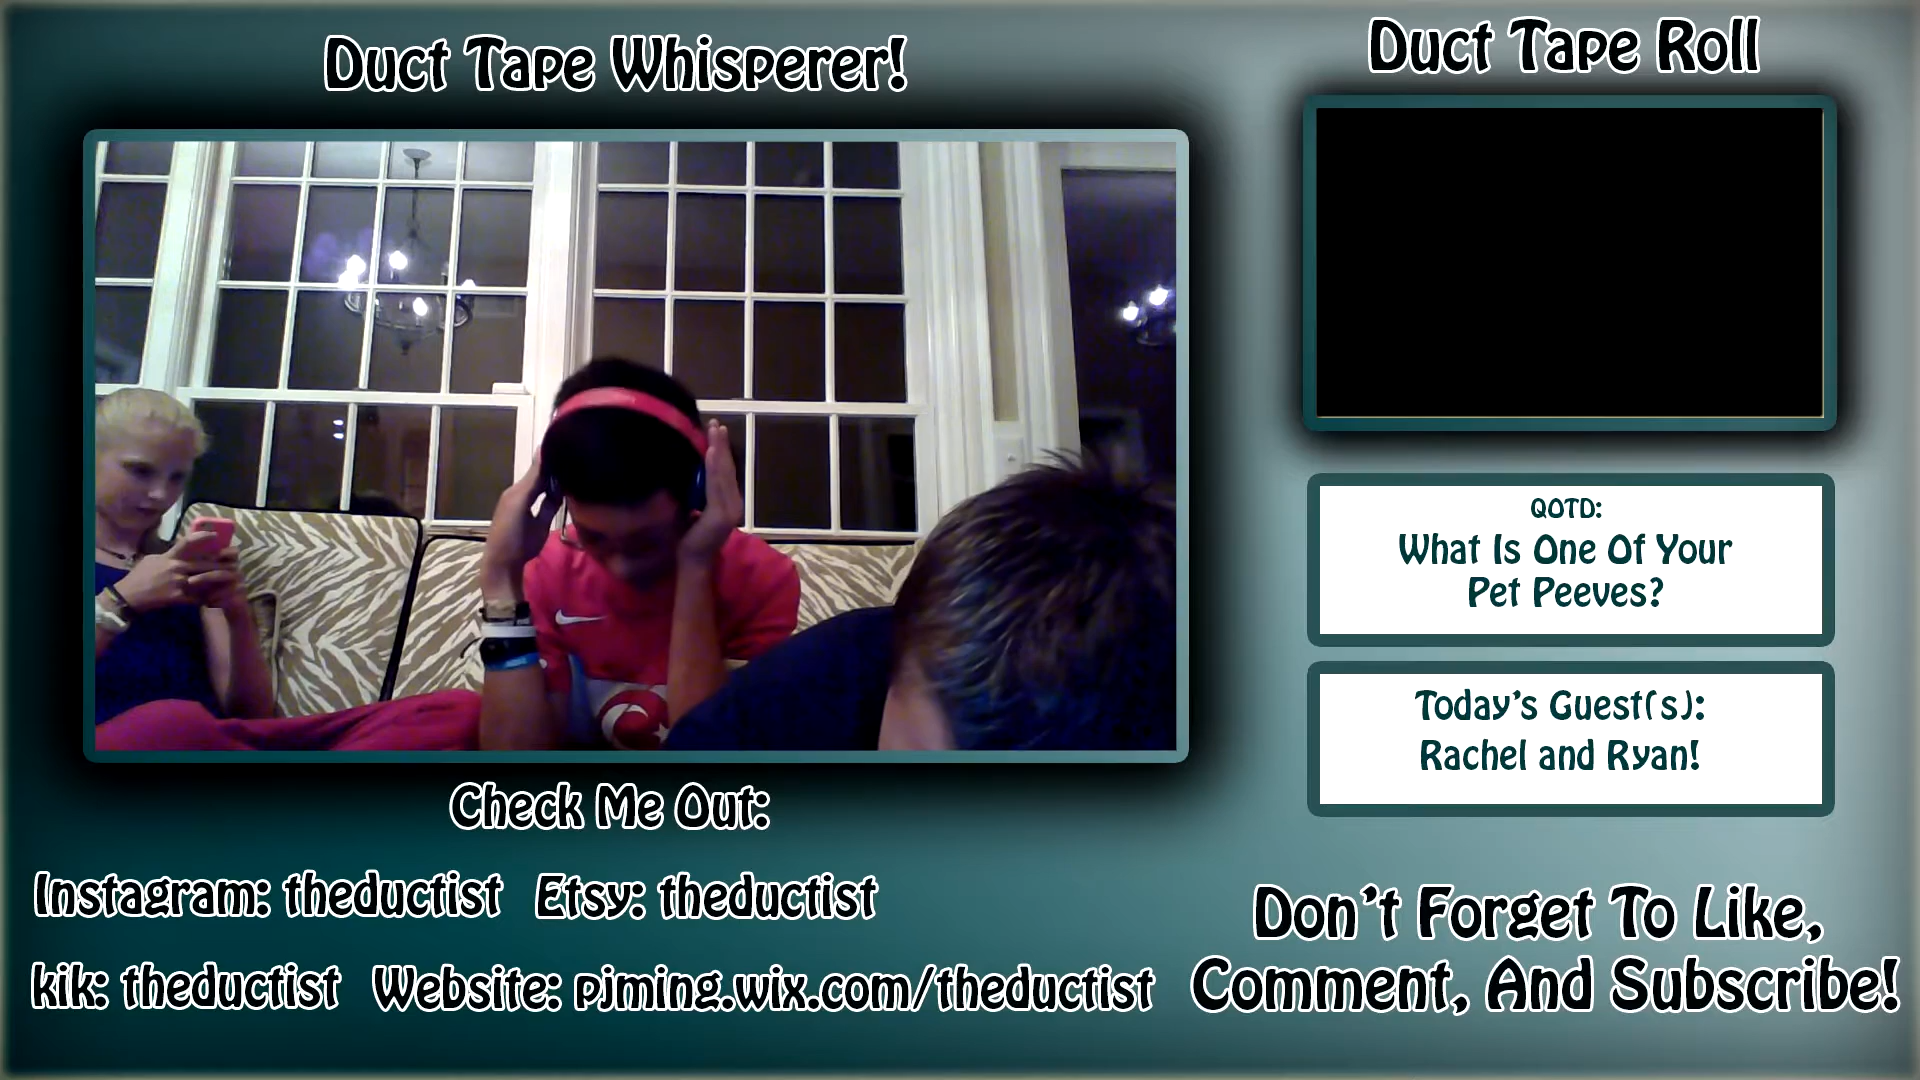 Duct Tape Whisperer!
Duct Tape Roll
QOTD:
What Is One Of Your
Pet Peeves?
Today's Guest(s):
Rachel and Ryan!
Check Me Out:
Instagram: theductist Etsy: theductist
kik: theductist Website: pjming.wix.com/theductist
Don't Forget To Like,
Comment, And Subscribe!